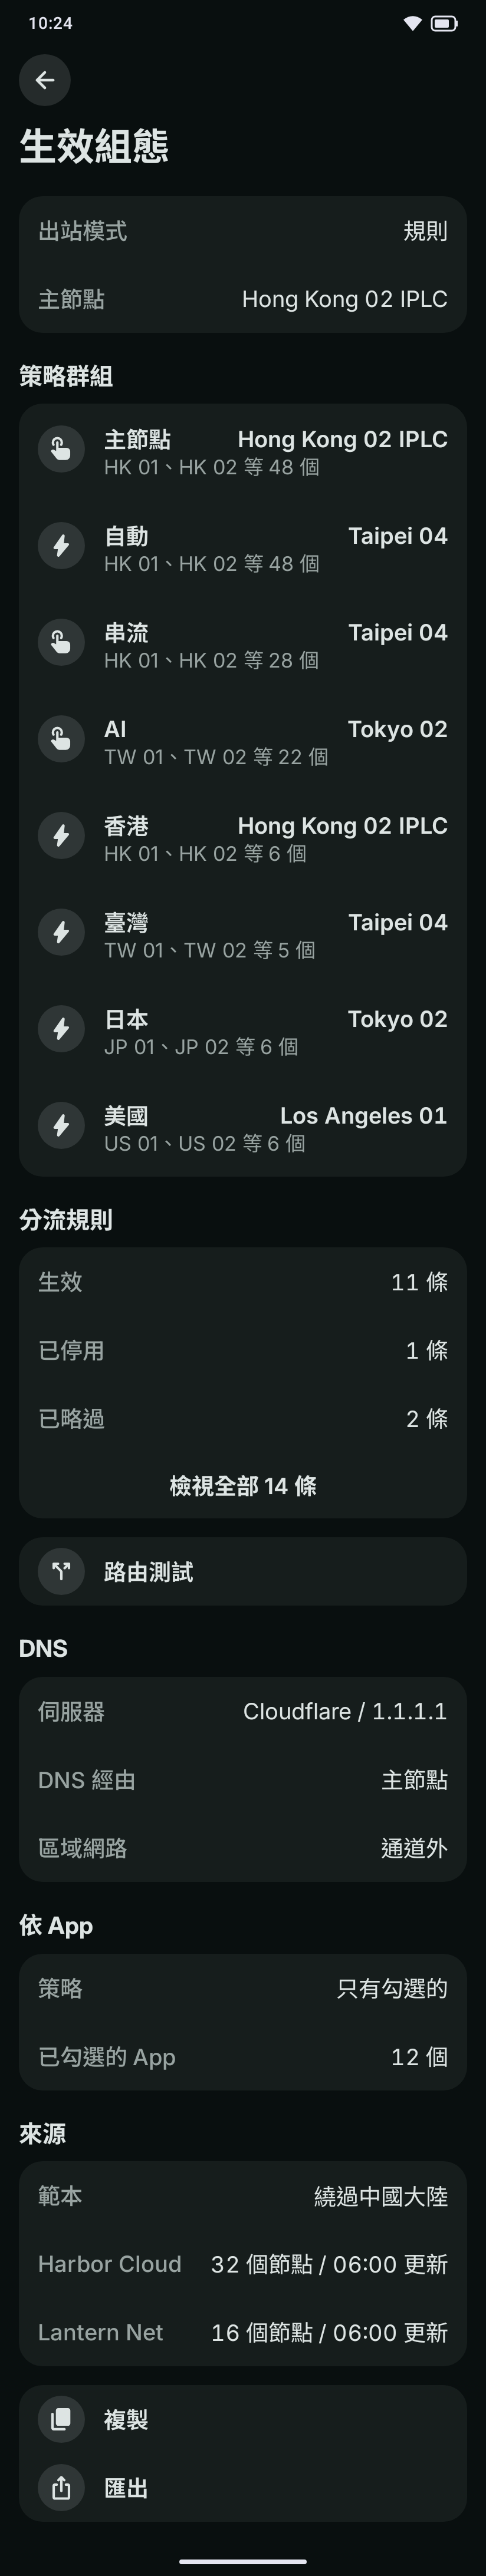 10:24
生效組態
出站模式 規則
主節點 Hong Kong 02 IPLC
策略群組
主節點 Hong Kong 02 IPLC
HK 01、HK 02 等 48 個
自動 Taipei 04
HK 01、HK 02 等 48 個
串流 Taipei 04
HK 01、HK 02 等 28 個
AI Tokyo 02
TW 01、TW 02 等 22 個
香港 Hong Kong 02 IPLC
HK 01、HK 02 等 6 個
臺灣 Taipei 04
TW 01、TW 02 等 5 個
日本 Tokyo 02
JP 01、JP 02 等 6 個
美國 Los Angeles 01
US 01、US 02 等 6 個
分流規則
生效 11 條
已停用 1 條
已略過 2 條
檢視全部 14 條
路由測試
DNS
伺服器 Cloudflare / 1.1.1.1
DNS 經由 主節點
區域網路 通道外
依 App
策略 只有勾選的
已勾選的 App 12 個
來源
範本 繞過中國大陸
Harbor Cloud 32 個節點 / 06:00 更新
Lantern Net 16 個節點 / 06:00 更新
複製
匯出